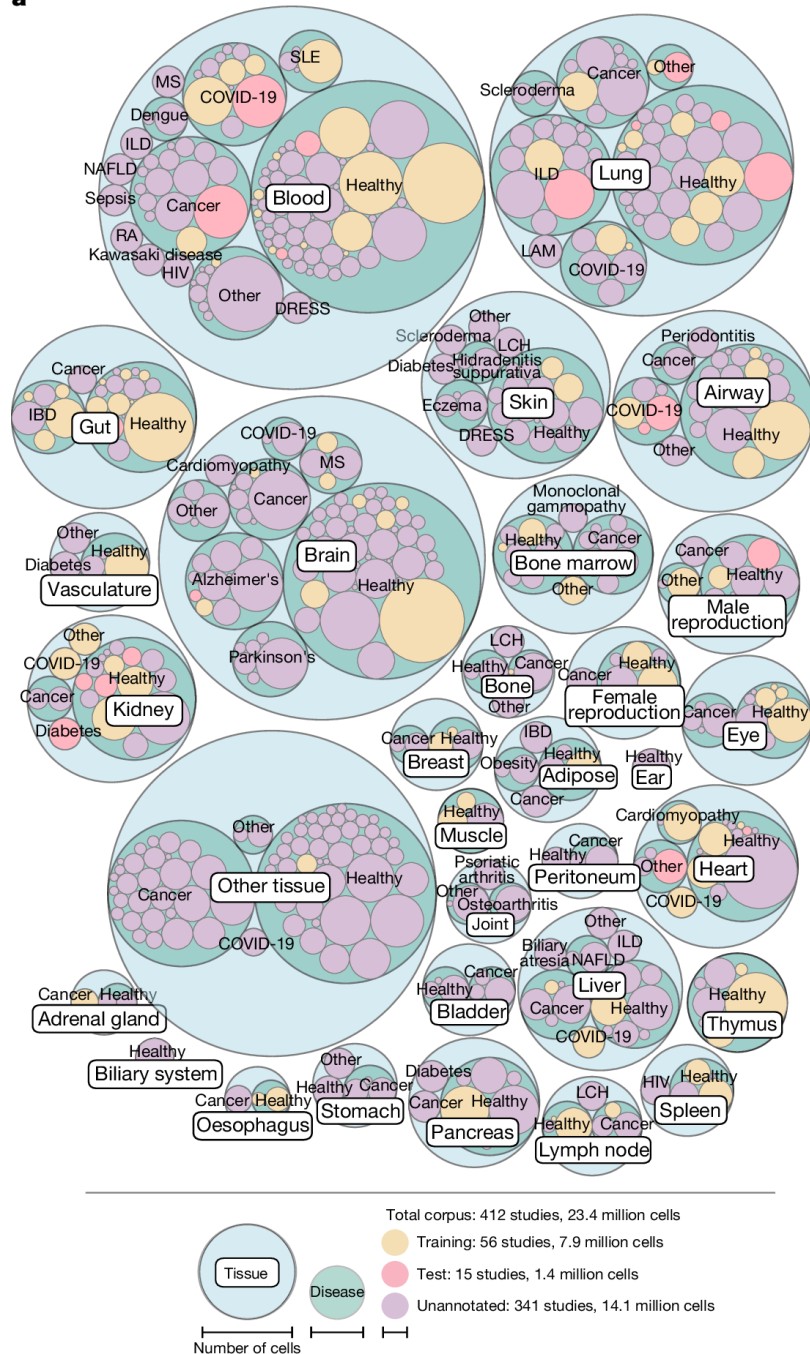 a
SLE
MS
COVID-19
Dengue
ILD
NAFLD
Sepsis
Cancer
Blood
Healthy
RA
Kawasaki disease
HIV
Other
DRESS
Cancer
Other
Scleroderma
ILD
Lung
Healthy
LAM
COVID-19
Cancer
IBD
Gut
Healthy
Other
Scleroderma
LCH
Diabetes
Hidradenitis
suppurativa
Eczema
Skin
DRESS
Healthy
Periodontitis
Cancer
Airway
COVID-19
Healthy
Other
COVID-19
Cardiomyopathy
MS
Other
Cancer
Brain
Alzheimer's
Healthy
Parkinson's
Monoclonal
gammopathy
Healthy
Cancer
Bone marrow
Other
Other
Healthy
Diabetes
Vasculature
Cancer
Other
Healthy
Male
reproduction
Other
COVID-19
Healthy
Cancer
Kidney
Diabetes
LCH
Healthy
Cancer
Bone
Other
Healthy
Cancer
Female
reproduction
Cancer
Healthy
Eye
Cancer
Healthy
Breast
IBD
Obesity
Healthy
Adipose
Cancer
Healthy
Ear
Healthy
Muscle
Cardiomyopathy
Healthy
Other
Heart
COVID-19
Cancer
Healthy
Peritoneum
Psoriatic
arthritis
Other
Osteoarthritis
Joint
Other
Other tissue
Healthy
Cancer
COVID-19
Other
Biliary
atresia
ILD
NAFLD
Liver
Cancer
Healthy
COVID-19
Cancer
Healthy
Bladder
Healthy
Thymus
Cancer
Healthy
Adrenal gland
Healthy
Biliary system
Cancer
Healthy
Oesophagus
Other
Healthy
Cancer
Stomach
Diabetes
Cancer
Healthy
Pancreas
LCH
Healthy
Cancer
Lymph node
HIV
Healthy
Spleen
Total corpus: 412 studies, 23.4 million cells
Training: 56 studies, 7.9 million cells
Test: 15 studies, 1.4 million cells
Unannotated: 341 studies, 14.1 million cells
Tissue
Disease
Number of cells